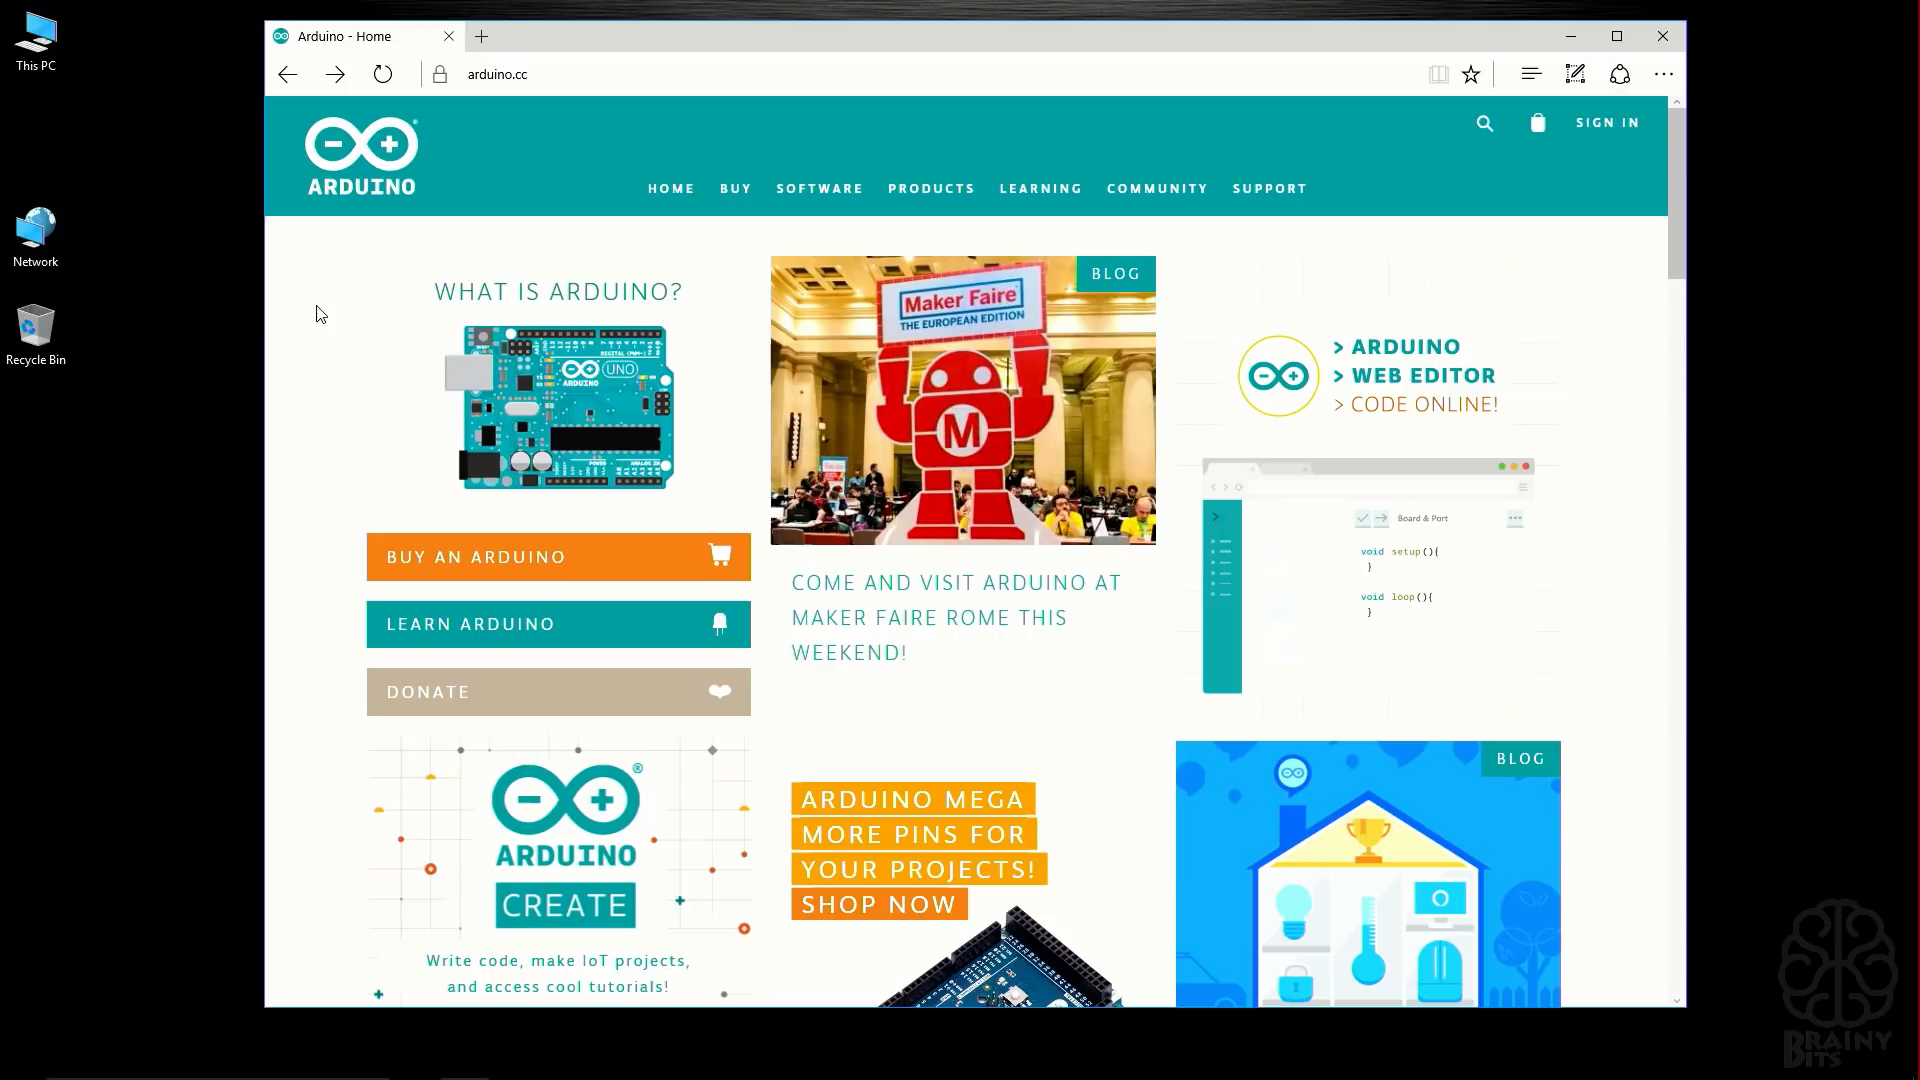 This PC
Network
Recycle Bin
Arduino - Home
arduino.cc
ARDUINO
SIGN IN
HOME BUY SOFTWARE PRODUCTS LEARNING COMMUNITY SUPPORT
WHAT IS ARDUINO?
ARDUINO UNO
BUY AN ARDUINO
LEARN ARDUINO
DONATE
ARDUINO
CREATE
Write code, make IoT projects,
and access cool tutorials!
BLOG
Maker Faire
THE EUROPEAN EDITION
M
COME AND VISIT ARDUINO AT
MAKER FAIRE ROME THIS
WEEKEND!
ARDUINO MEGA
MORE PINS FOR
YOUR PROJECTS!
SHOP NOW
> ARDUINO
> WEB EDITOR
> CODE ONLINE!
Board & Port
void setup(){
}
void loop(){
}
BLOG
BRAINY
BITS